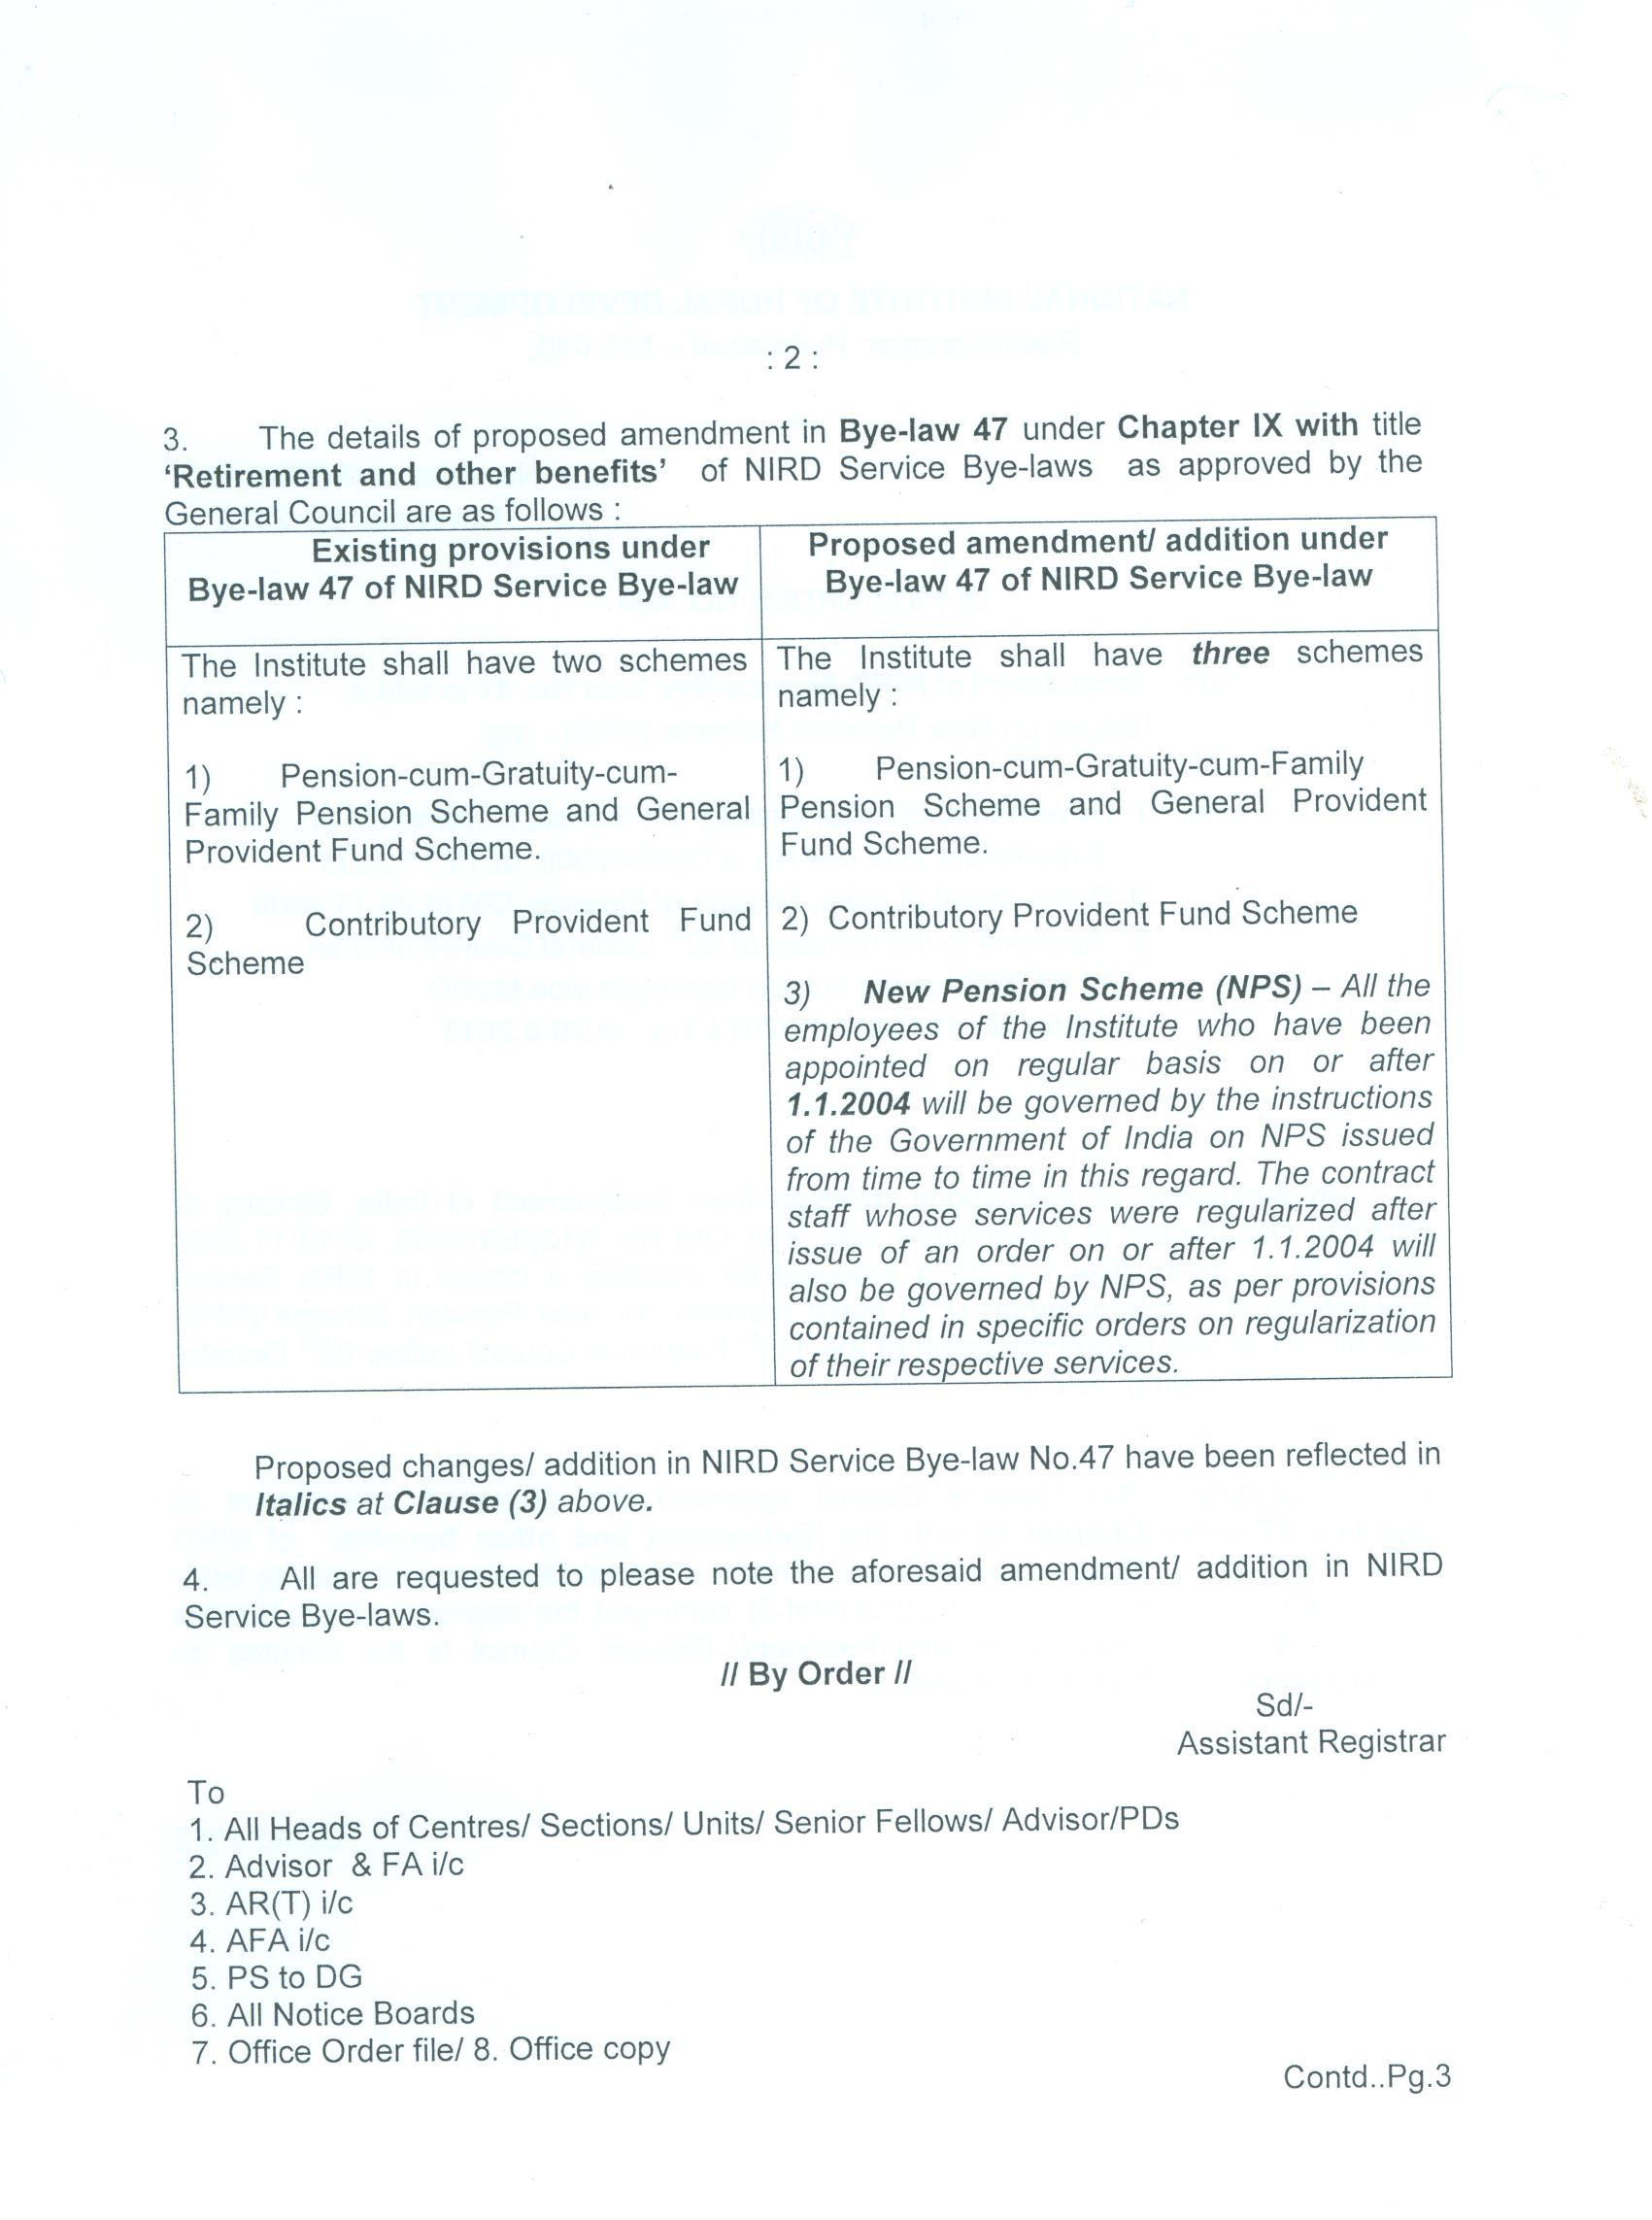 : 2 :
3. The details of proposed amendment in Bye-law 47 under Chapter IX with title
‘Retirement and other benefits’ of NIRD Service Bye-laws as approved by the
General Council are as follows :
Existing provisions under
Bye-law 47 of NIRD Service Bye-law
Proposed amendment/ addition under
Bye-law 47 of NIRD Service Bye-law
The Institute shall have two schemes
namely :
1) Pension-cum-Gratuity-cum-
Family Pension Scheme and General
Provident Fund Scheme.
2) Contributory Provident Fund
Scheme
The Institute shall have three schemes
namely :
1) Pension-cum-Gratuity-cum-Family
Pension Scheme and General Provident
Fund Scheme.
2) Contributory Provident Fund Scheme
3) New Pension Scheme (NPS) – All the
employees of the Institute who have been
appointed on regular basis on or after
1.1.2004 will be governed by the instructions
of the Government of India on NPS issued
from time to time in this regard. The contract
staff whose services were regularized after
issue of an order on or after 1.1.2004 will
also be governed by NPS, as per provisions
contained in specific orders on regularization
of their respective services.
Proposed changes/ addition in NIRD Service Bye-law No.47 have been reflected in
Italics at Clause (3) above.
4. All are requested to please note the aforesaid amendment/ addition in NIRD
Service Bye-laws.
// By Order //
Sd/-
Assistant Registrar
To
1. All Heads of Centres/ Sections/ Units/ Senior Fellows/ Advisor/PDs
2. Advisor & FA i/c
3. AR(T) i/c
4. AFA i/c
5. PS to DG
6. All Notice Boards
7. Office Order file/ 8. Office copy
Contd..Pg.3